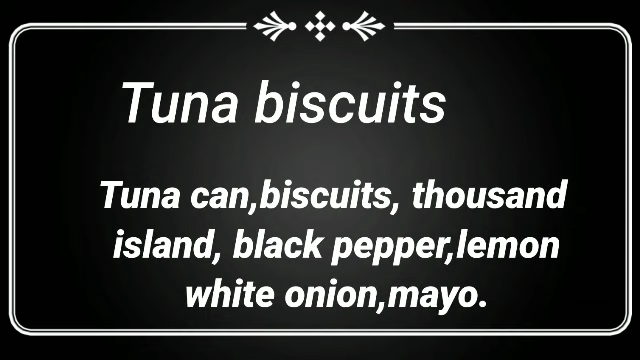 Tuna biscuits
Tuna can,biscuits, thousand
island, black pepper,lemon
white onion,mayo.